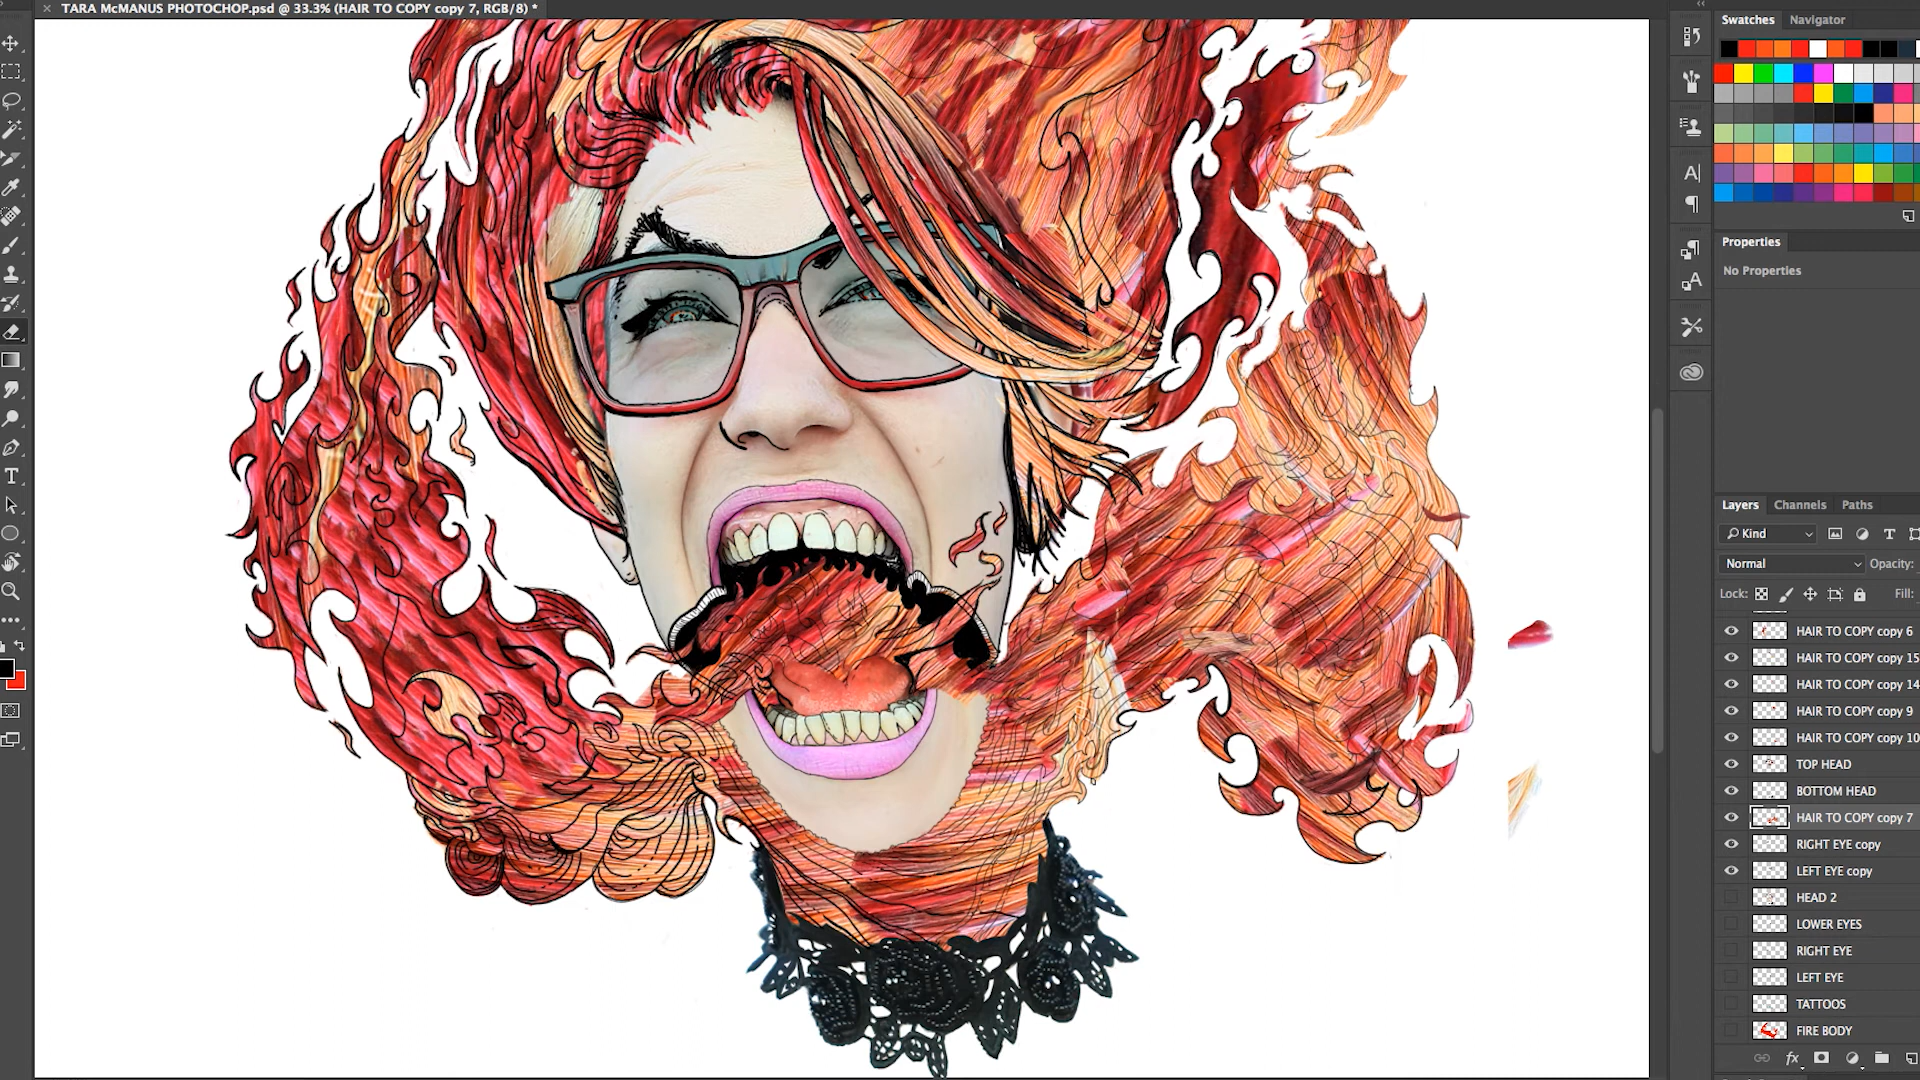 TARA McMANUS PHOTOCHOP.psd @ 33.3% (HAIR TO COPY copy 7, RGB/8) *
Swatches Navigator
Properties
No Properties
Layers Channels Paths
Kind
Normal Opacity:
Lock: Fill:
HAIR TO COPY copy 6
HAIR TO COPY copy 15
HAIR TO COPY copy 14
HAIR TO COPY copy 9
HAIR TO COPY copy 10
TOP HEAD
BOTTOM HEAD
HAIR TO COPY copy 7
RIGHT EYE copy
LEFT EYE copy
HEAD 2
LOWER EYES
RIGHT EYE
LEFT EYE
TATTOOS
FIRE BODY
fx